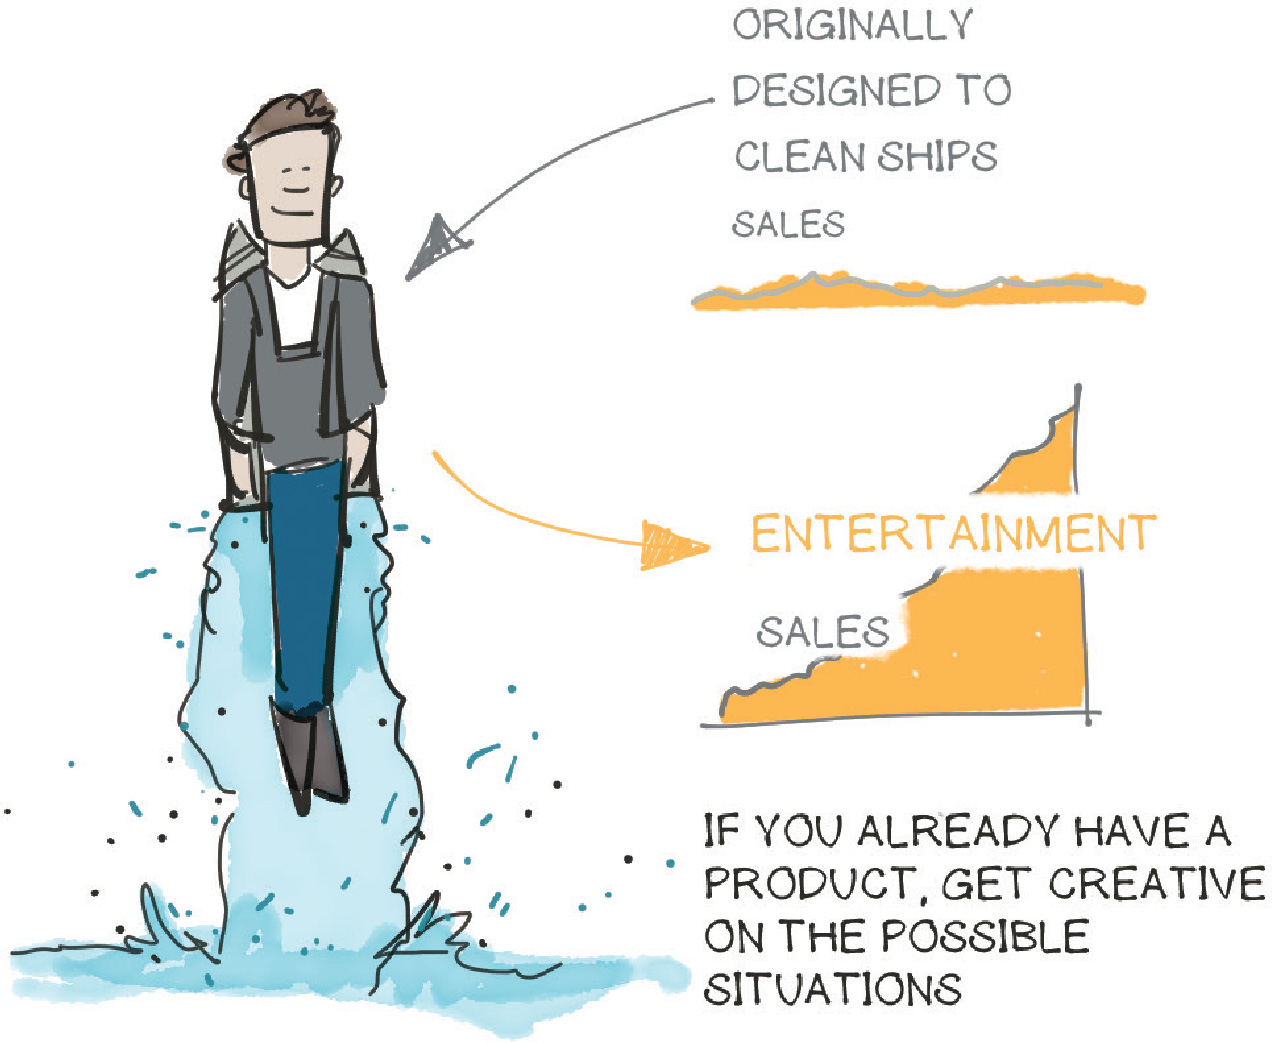 ORIGINALLY
DESIGNED TO
CLEAN SHIPS
SALES
ENTERTAINMENT
SALES
IF YOU ALREADY HAVE A
PRODUCT, GET CREATIVE
ON THE POSSIBLE
SITUATIONS